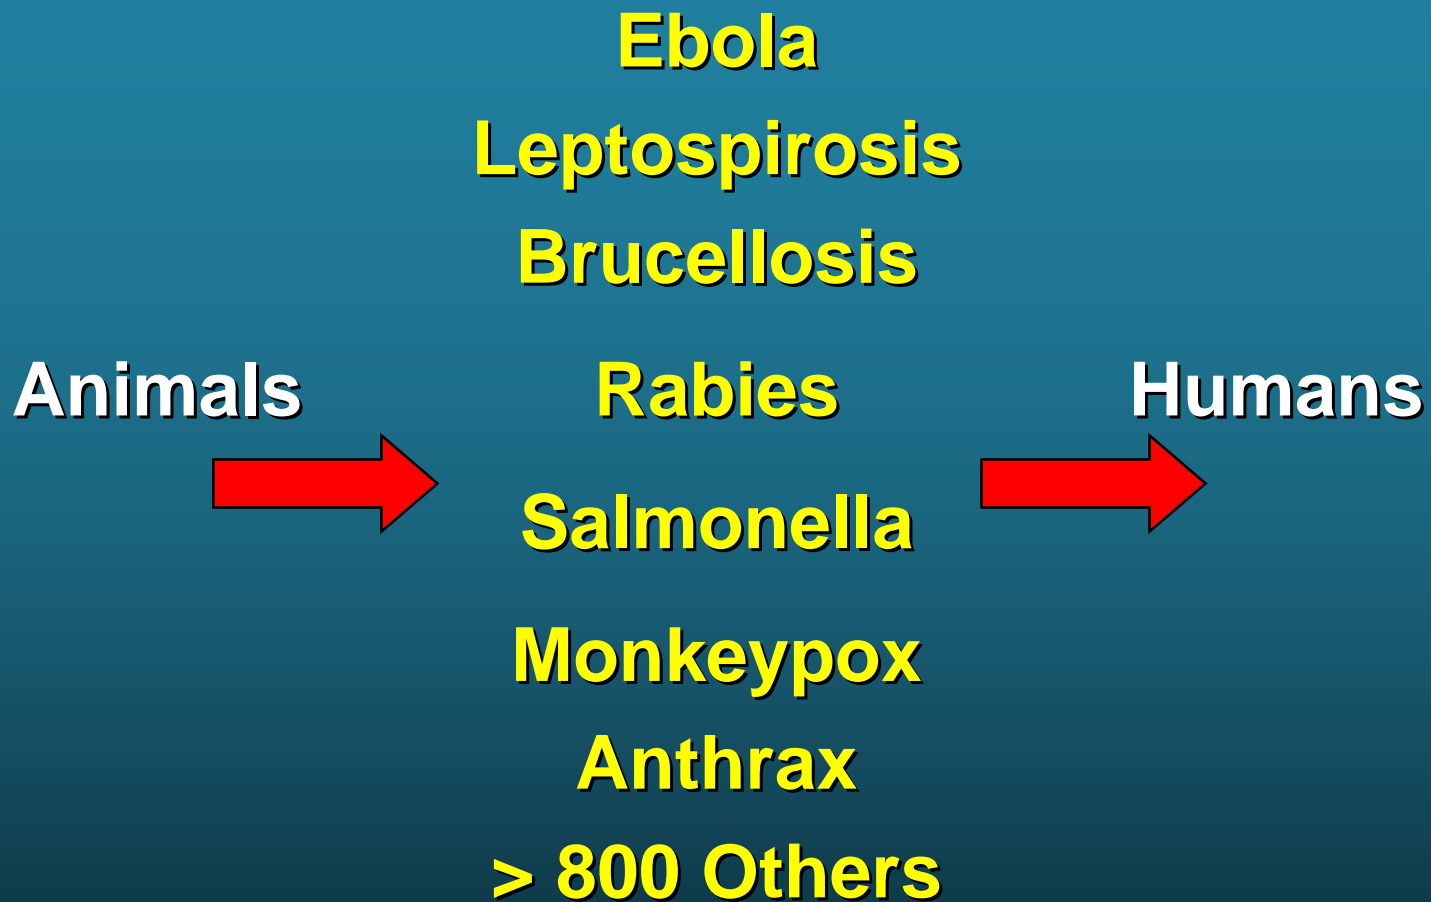 Ebola
Leptospirosis
Brucellosis
Animals Rabies Humans
Salmonella
Monkeypox
Anthrax
> 800 Others